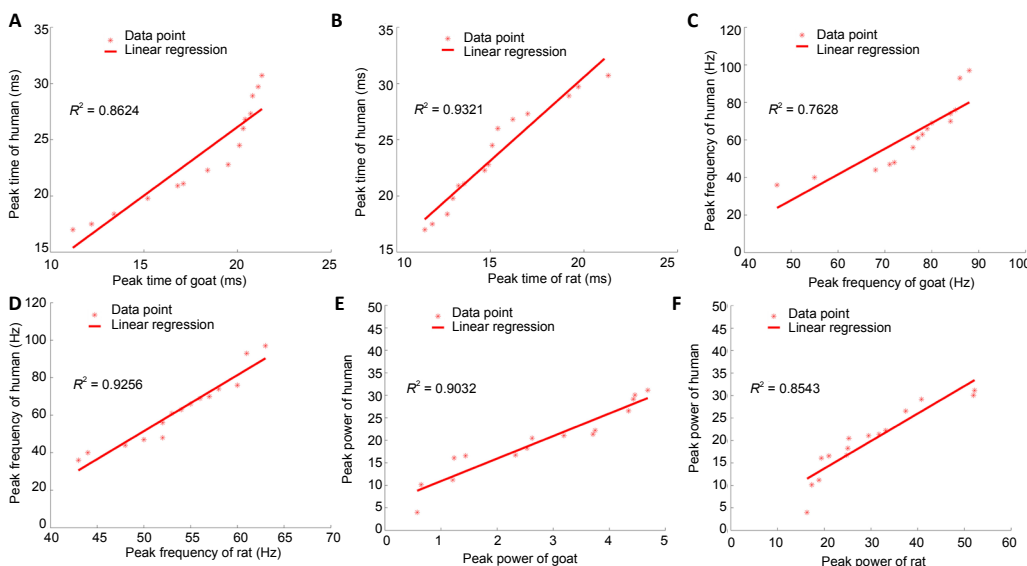 A
35
30
25
20
15
10
15
20
25
Peak time of human (ms)
Peak time of goat (ms)
Data point
Linear regression
R² = 0.8624
B
35
30
25
20
15
10
15
20
25
Peak time of human (ms)
Peak time of rat (ms)
Data point
Linear regression
R² = 0.9321
C
120
100
80
60
40
20
0
40
50
60
70
80
90
100
Peak frequency of human (Hz)
Peak frequency of goat (Hz)
Data point
Linear regression
R² = 0.7628
D
120
100
80
60
40
20
0
40
45
50
55
60
65
70
Peak frequency of human (Hz)
Peak frequency of rat (Hz)
Data point
Linear regression
R² = 0.9256
E
50
45
40
35
30
25
20
15
10
5
0
0
1
2
3
4
5
Peak power of human
Peak power of goat
Data point
Linear regression
R² = 0.9032
F
50
45
40
35
30
25
20
15
10
5
0
0
10
20
30
40
50
60
Peak power of human
Peak power of rat
Data point
Linear regression
R² = 0.8543